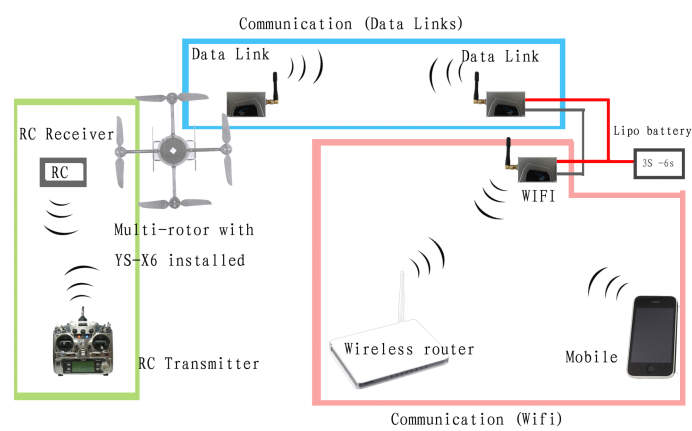 Communication (Data Links)
Data Link
Data Link
RC Receiver
RC
Lipo battery
3S -6s
WIFI
Multi-rotor with
YS-X6 installed
Wireless router
Mobile
RC Transmitter
Communication (Wifi)